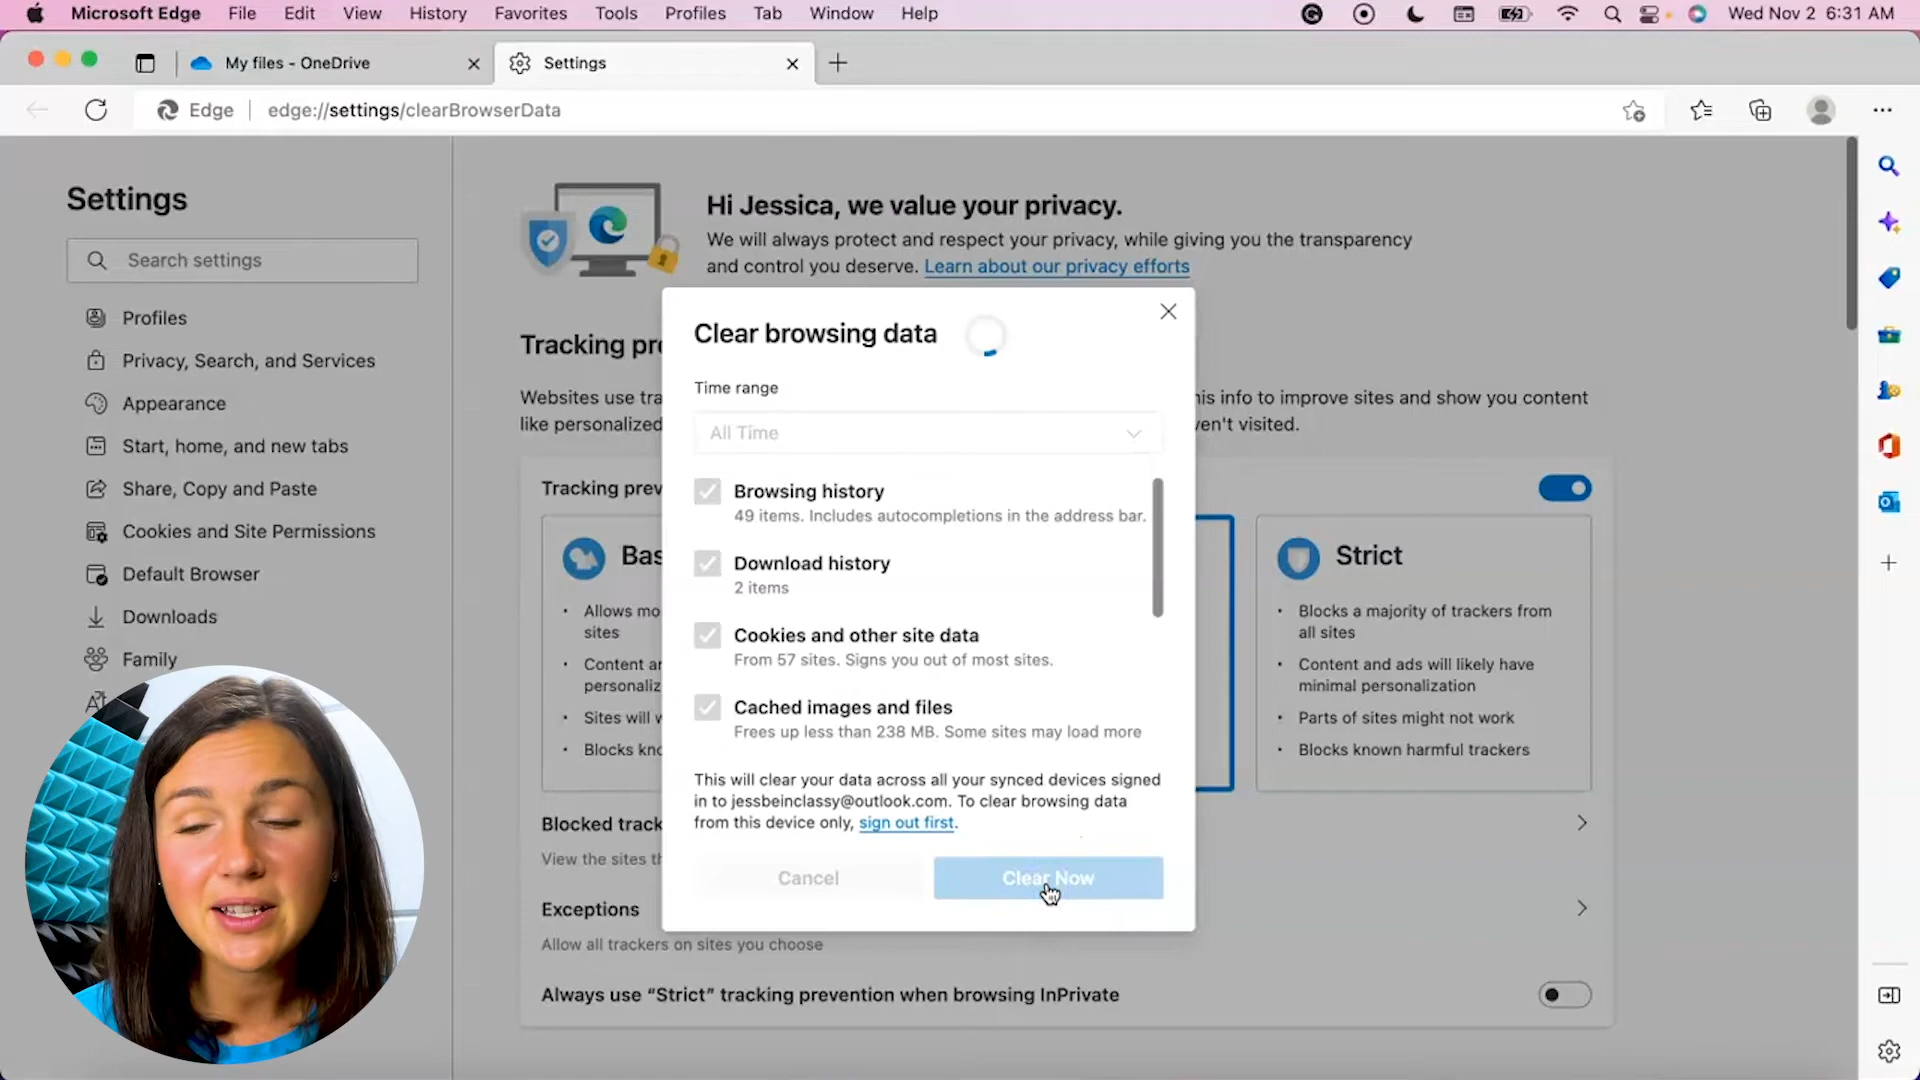 Microsoft Edge File Edit View History Favorites Tools Profiles Tab Window Help Wed Nov 2 6:31 AM
My files - OneDrive
Settings
Edge edge://settings/clearBrowserData
Settings
Search settings
Profiles
Privacy, Search, and Services
Appearance
Start, home, and new tabs
Share, Copy and Paste
Cookies and Site Permissions
Default Browser
Downloads
Family
Hi Jessica, we value your privacy.
We will always protect and respect your privacy, while giving you the transparency
and control you deserve. Learn about our privacy efforts
Tracking pre
Websites use tra
his info to improve sites and show you content
like personalized
ven't visited.
Tracking prev
Bas
Allows mo
sites
Content an
personaliz
Sites will w
Blocks kno
Strict
Blocks a majority of trackers from
all sites
Content and ads will likely have
minimal personalization
Parts of sites might not work
Blocks known harmful trackers
Blocked track
View the sites th
Exceptions
Allow all trackers on sites you choose
Always use “Strict” tracking prevention when browsing InPrivate
Clear browsing data
Time range
All Time
Browsing history
49 items. Includes autocompletions in the address bar.
Download history
2 items
Cookies and other site data
From 57 sites. Signs you out of most sites.
Cached images and files
Frees up less than 238 MB. Some sites may load more
This will clear your data across all your synced devices signed
in to jessbeinclassy@outlook.com. To clear browsing data
from this device only, sign out first.
Cancel
Clear Now